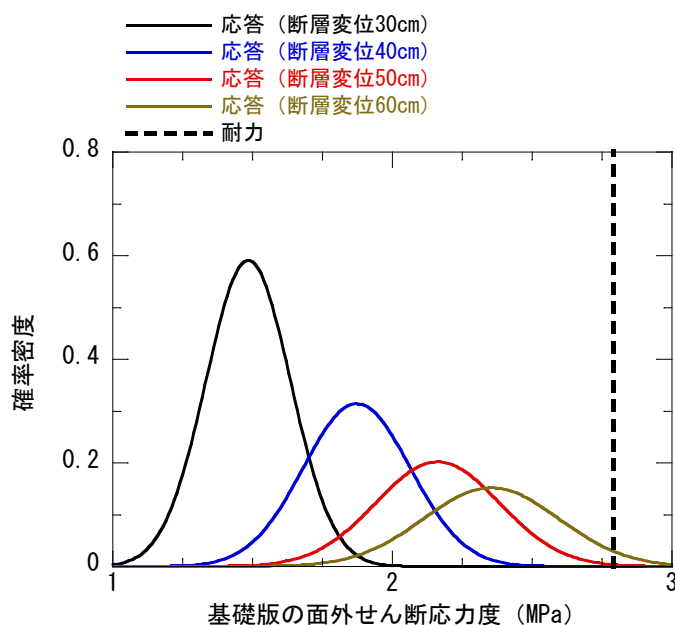 応答（断層変位30cm）
応答（断層変位40cm）
応答（断層変位50cm）
応答（断層変位60cm）
耐力
0.8
0.6
0.4
0.2
0
確率密度
1 2 3
基礎版の面外せん断応力度（MPa）